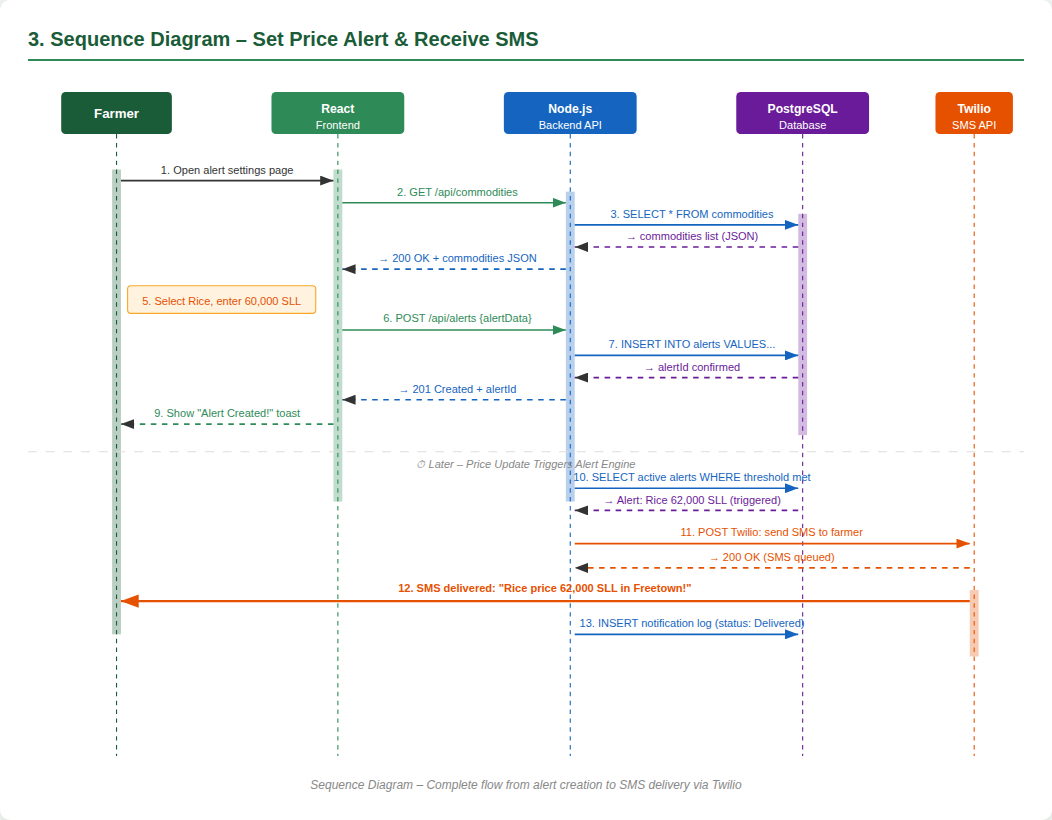 3. Sequence Diagram – Set Price Alert & Receive SMS
Farmer
React
Frontend
Node.js
Backend API
PostgreSQL
Database
Twilio
SMS API
1. Open alert settings page
2. GET /api/commodities
3. SELECT * FROM commodities
→ commodities list (JSON)
→ 200 OK + commodities JSON
5. Select Rice, enter 60,000 SLL
6. POST /api/alerts {alertData}
7. INSERT INTO alerts VALUES...
→ alertId confirmed
→ 201 Created + alertId
9. Show "Alert Created!" toast
⏱ Later – Price Update Triggers Alert Engine
10. SELECT active alerts WHERE threshold met
→ Alert: Rice 62,000 SLL (triggered)
11. POST Twilio: send SMS to farmer
→ 200 OK (SMS queued)
12. SMS delivered: "Rice price 62,000 SLL in Freetown!"
13. INSERT notification log (status: Delivered)
Sequence Diagram – Complete flow from alert creation to SMS delivery via Twilio